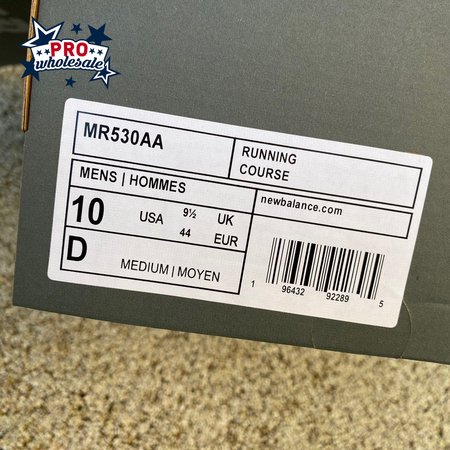 PRO
wholesale
MR530AA
RUNNING
COURSE
MENS | HOMMES
newbalance.com
10 USA 9½ UK
44 EUR
D MEDIUM | MOYEN
1 96432 92289 5